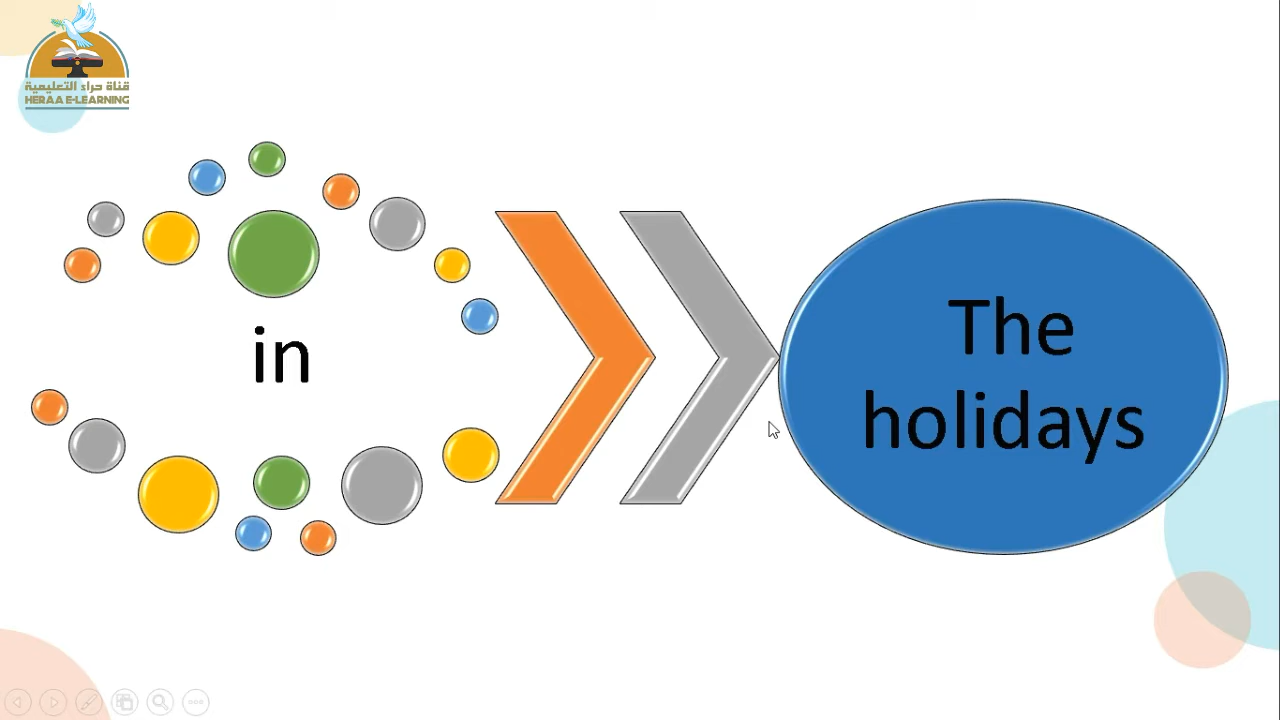 قناة حراء التعليمية
HERAA E-LEARNING
in
The
holidays